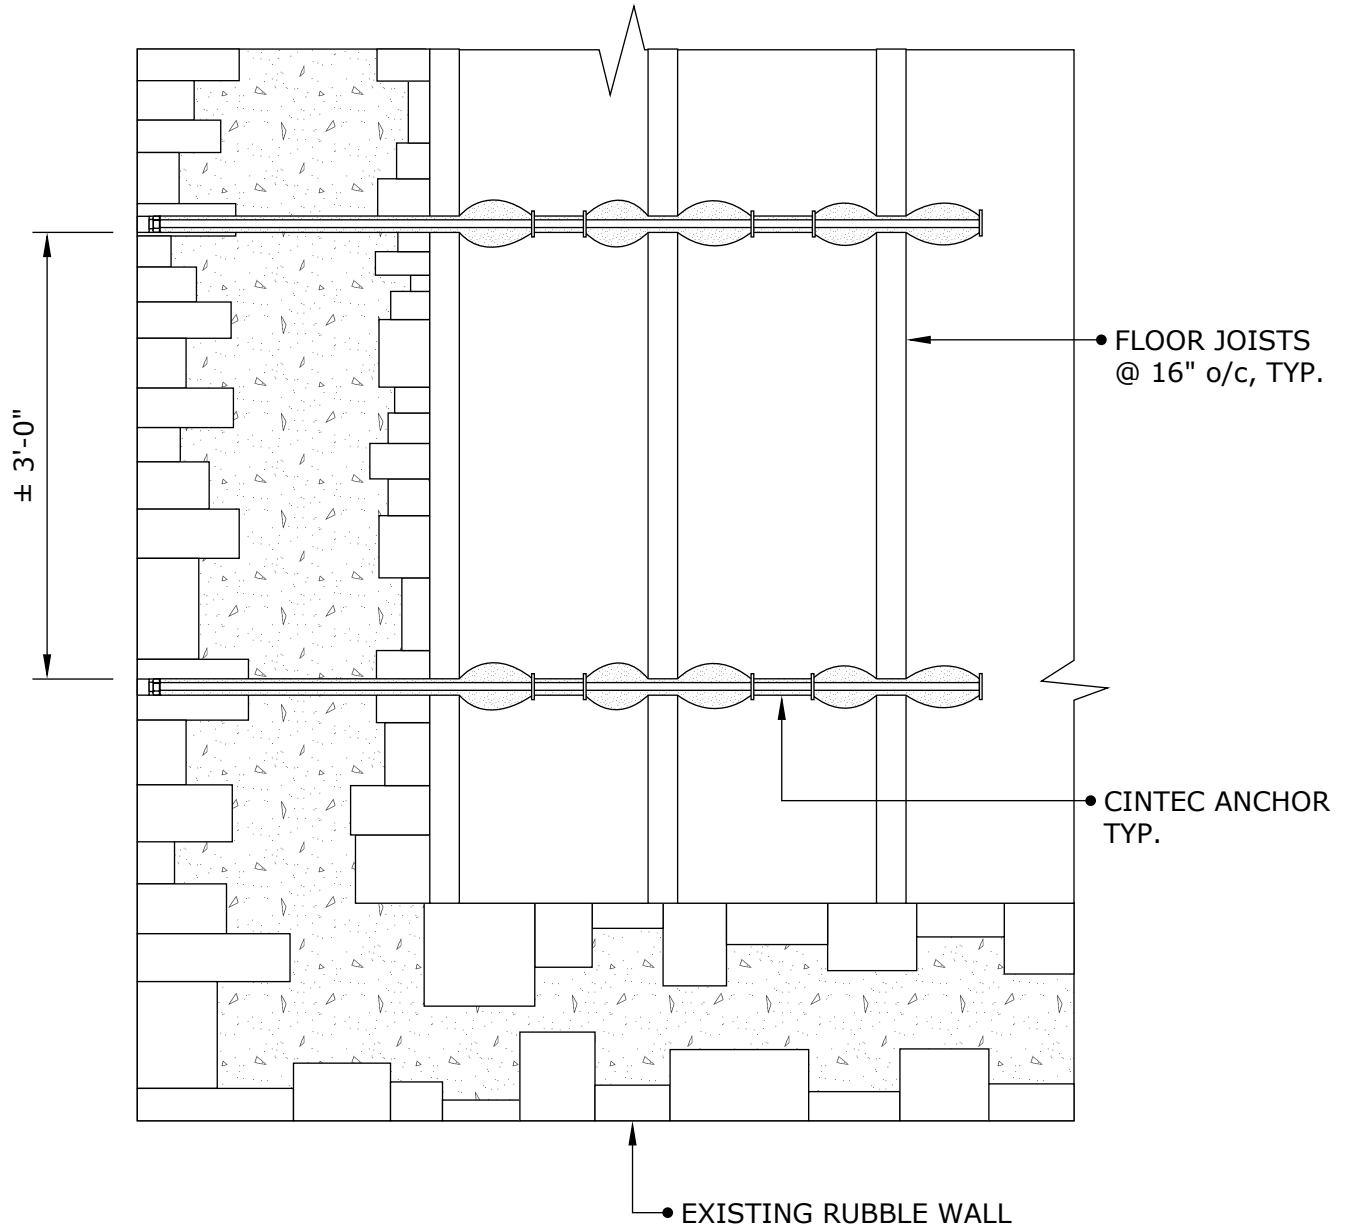 FLOOR JOISTS
@ 16" o/c, TYP.
± 3'-0"
CINTEC ANCHOR
TYP.
EXISTING RUBBLE WALL